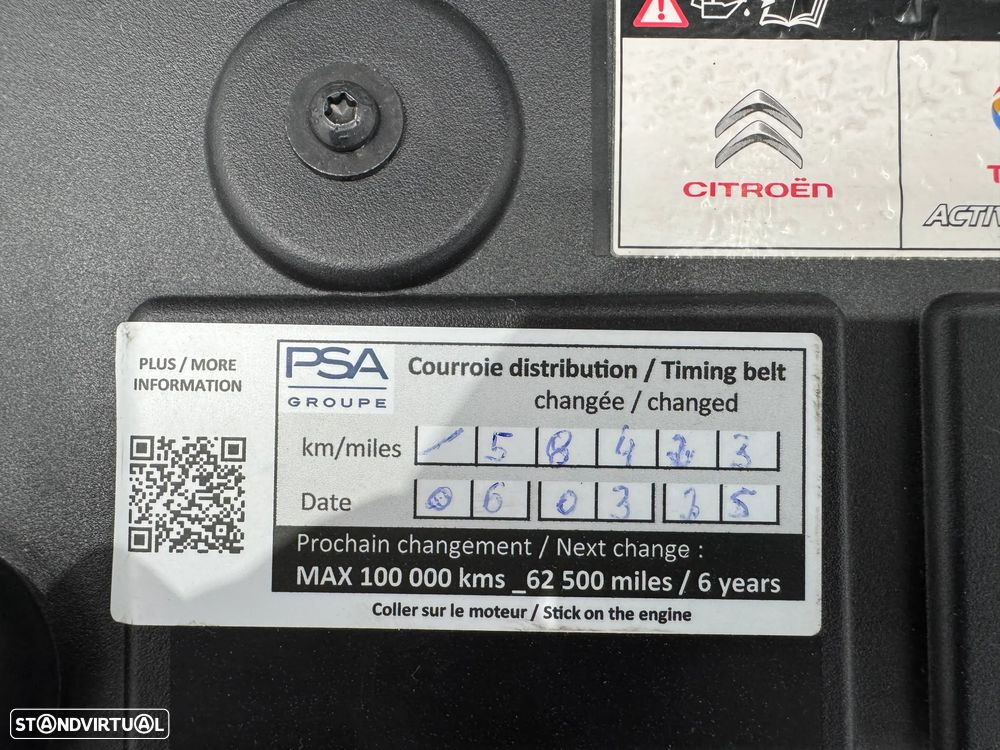 CITROËN
ACTIV
PLUS / MORE
INFORMATION
PSA
GROUPE
Courroie distribution / Timing belt
changée / changed
km/miles / 5 8 4 2 3
Date 0 6 0 3 2 5
Prochain changement / Next change :
MAX 100 000 kms _62 500 miles / 6 years
Coller sur le moteur / Stick on the engine
STANDVIRTUAL